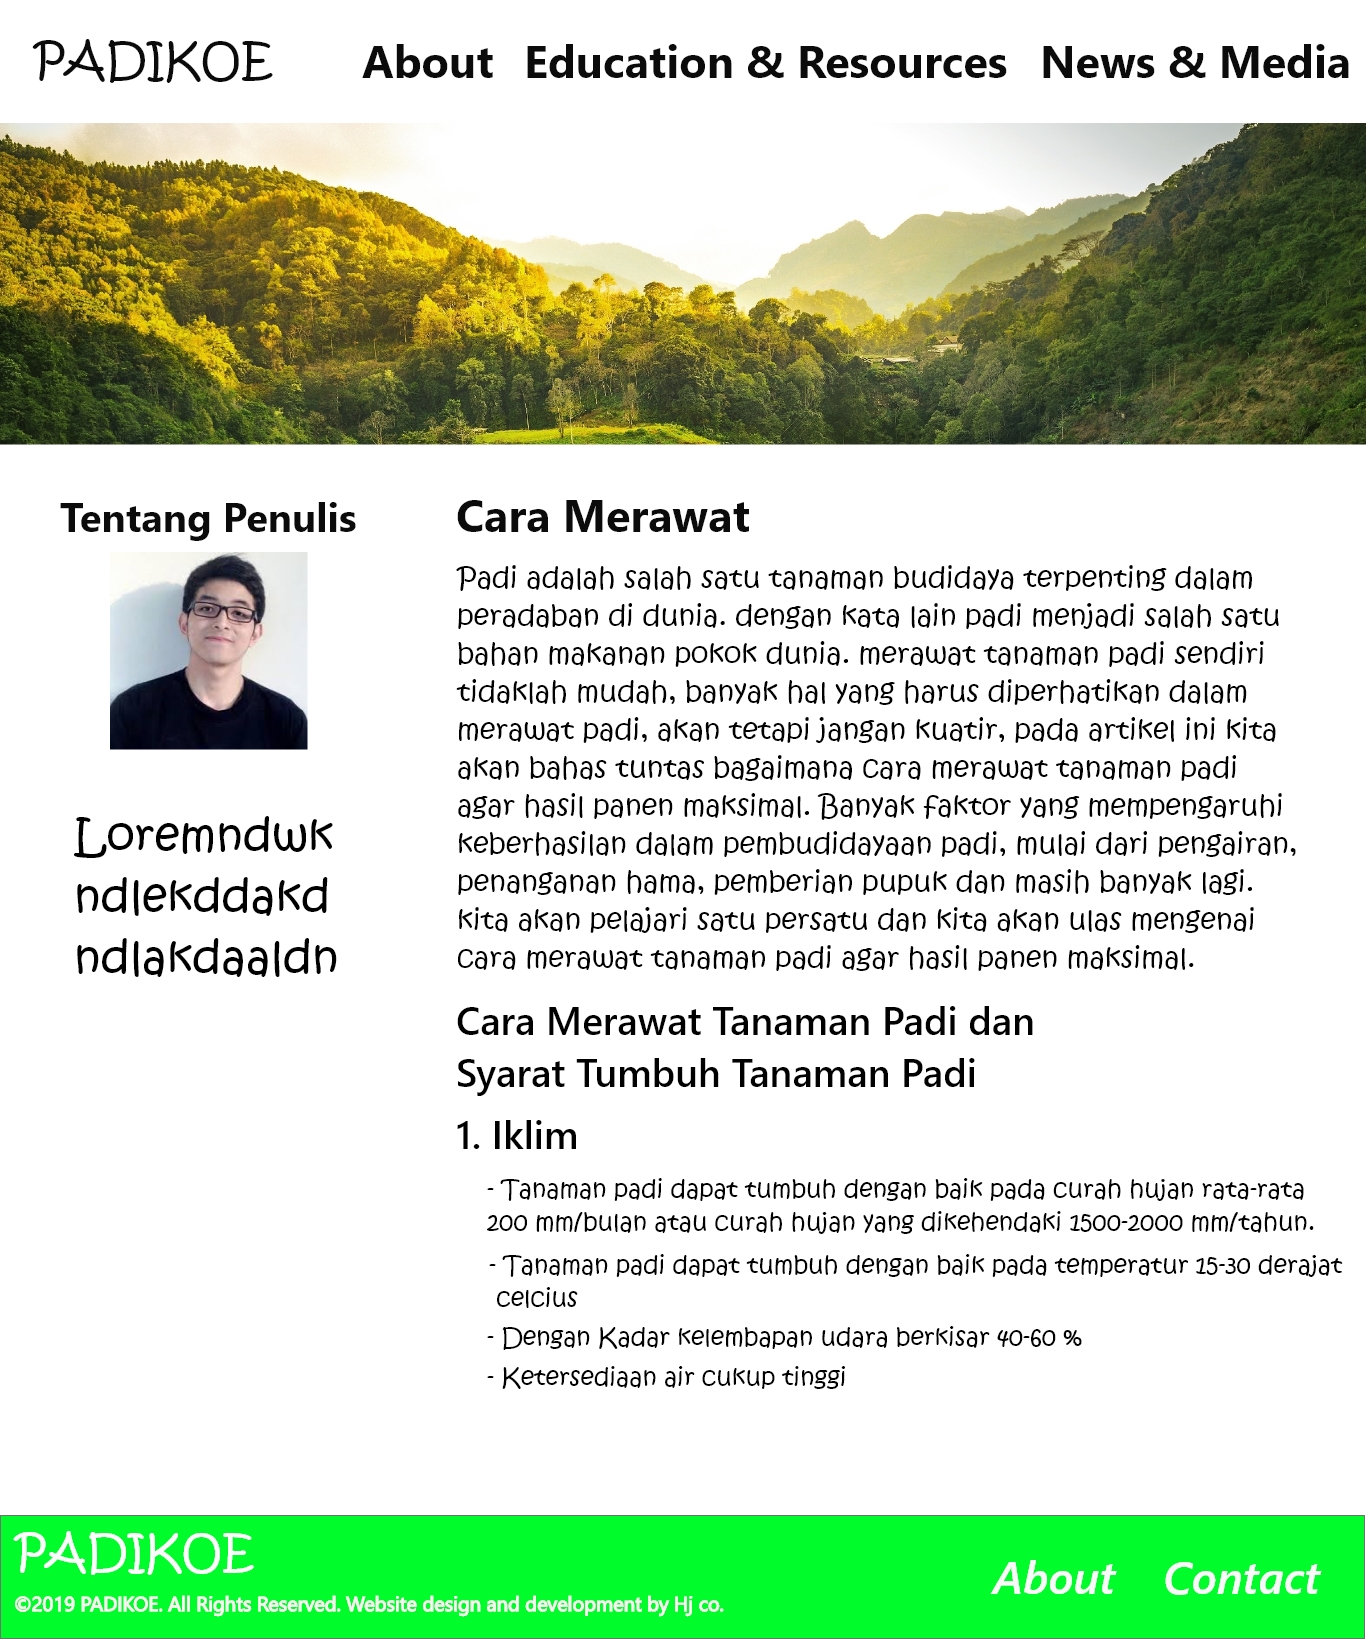 PADIKOE
About Education & Resources News & Media
Tentang Penulis
Loremndwk
ndlekddakd
ndlakdaaldn
Cara Merawat
Padi adalah salah satu tanaman budidaya terpenting dalam
peradaban di dunia. dengan kata lain padi menjadi salah satu
bahan makanan pokok dunia. merawat tanaman padi sendiri
tidaklah mudah, banyak hal yang harus diperhatikan dalam
merawat padi, akan tetapi jangan kuatir, pada artikel ini kita
akan bahas tuntas bagaimana cara merawat tanaman padi
agar hasil panen maksimal. Banyak faktor yang mempengaruhi
keberhasilan dalam pembudidayaan padi, mulai dari pengairan,
penanganan hama, pemberian pupuk dan masih banyak lagi.
kita akan pelajari satu persatu dan kita akan ulas mengenai
cara merawat tanaman padi agar hasil panen maksimal.
Cara Merawat Tanaman Padi dan
Syarat Tumbuh Tanaman Padi
1. Iklim
- Tanaman padi dapat tumbuh dengan baik pada curah hujan rata-rata
200 mm/bulan atau curah hujan yang dikehendaki 1500-2000 mm/tahun.
- Tanaman padi dapat tumbuh dengan baik pada temperatur 15-30 derajat
celcius
- Dengan Kadar kelembapan udara berkisar 40-60 %
- Ketersediaan air cukup tinggi
PADIKOE
©2019 PADIKOE. All Rights Reserved. Website design and development by Hj co.
About Contact